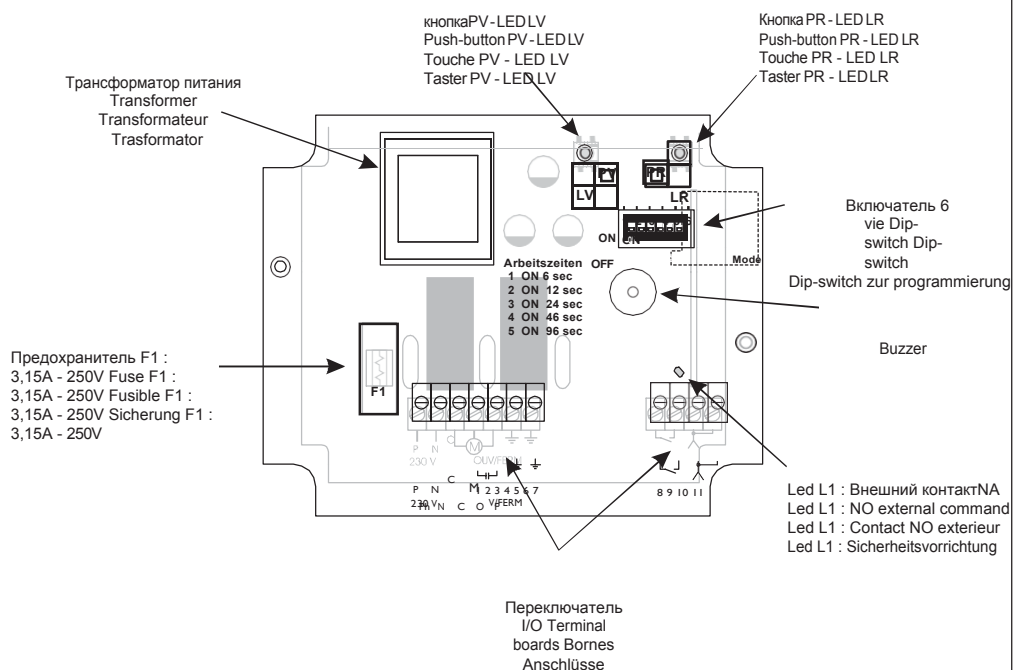 кнопкаPV - LED LV
Push-button PV - LED LV
Touche PV - LED LV
Taster PV - LED LV
Кнопка PR - LED LR
Push-button PR - LED LR
Touche PR - LED LR
Taster PR - LED LR
Трансформатор питания
Transformer
Transformateur
Trasformator
PV
LV
PR
LR
ON
OFF
Mode
Включатель 6
vie Dip-
switch Dip-
switch
Dip-switch zur programmierung
Arbeitszeiten
1 ON 6 sec
2 ON 12 sec
3 ON 24 sec
4 ON 46 sec
5 ON 96 sec
Buzzer
Предохранитель F1 :
3,15A - 250V Fuse F1 :
3,15A - 250V Fusible F1 :
3,15A - 250V Sicherung F1 :
3,15A - 250V
F1
P N C M
230 V OUV/FERM
P N C M 1 2 3 4 5 6 7
8 9 10 11
Led L1 : Внешний контактNA
Led L1 : NO external command
Led L1 : Contact NO exterieur
Led L1 : Sicherheitsvorrichtung
Переключатель
I/O Terminal
boards Bornes
Anschlüsse